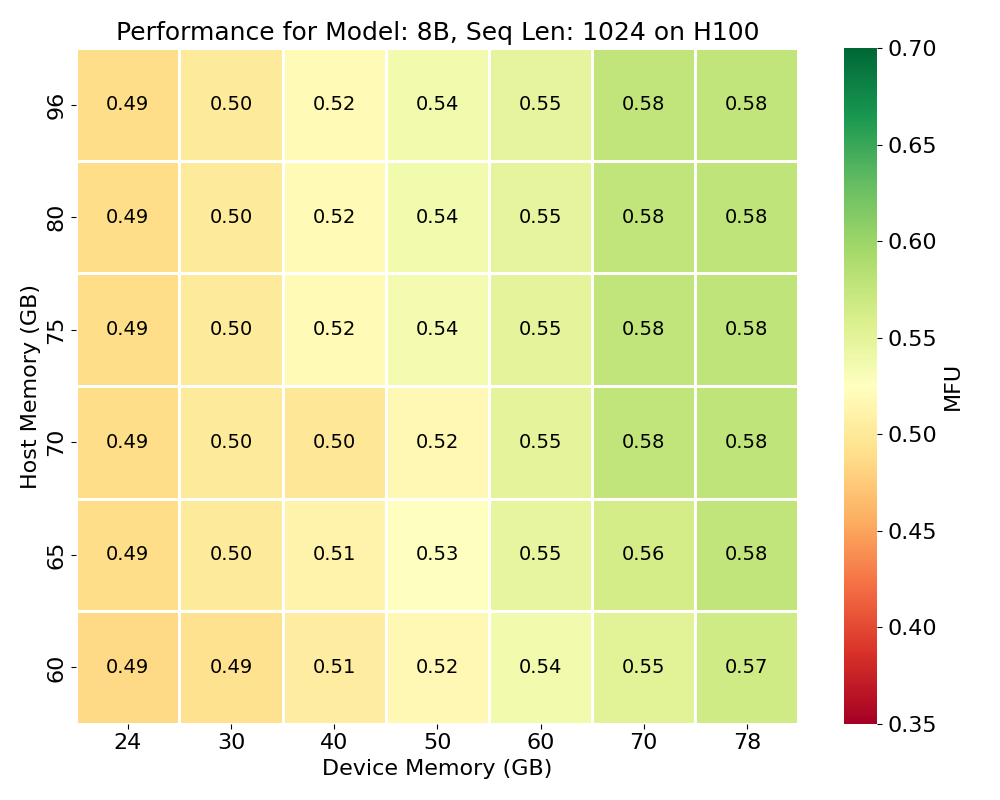 Performance for Model: 8B, Seq Len: 1024 on H100
Host Memory (GB)
96 0.49 0.50 0.52 0.54 0.55 0.58 0.58
80 0.49 0.50 0.52 0.54 0.55 0.58 0.58
75 0.49 0.50 0.52 0.54 0.55 0.58 0.58
70 0.49 0.50 0.50 0.52 0.55 0.58 0.58
65 0.49 0.50 0.51 0.53 0.55 0.56 0.58
60 0.49 0.49 0.51 0.52 0.54 0.55 0.57
24 30 40 50 60 70 78
Device Memory (GB)
0.70
0.65
0.60
0.55
0.50
0.45
0.40
0.35
MFU